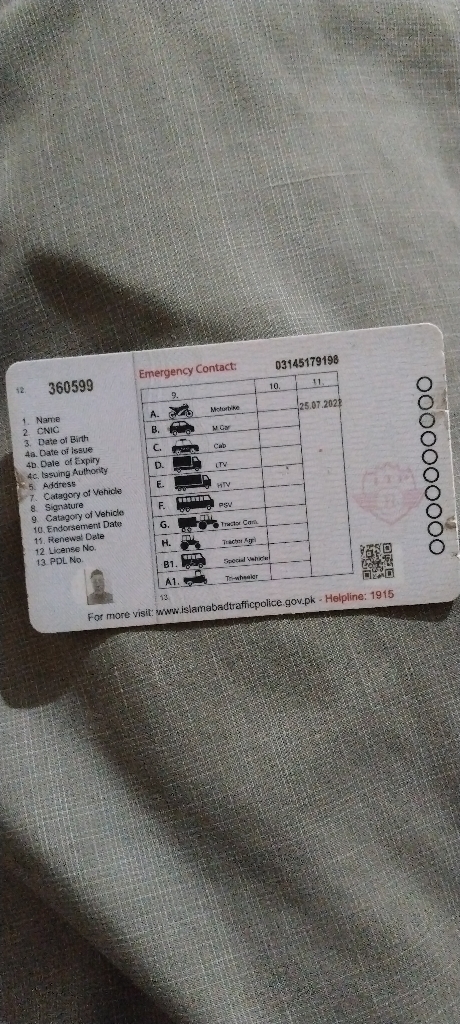 12. 360599
Emergency Contact: 03145179198
9. 10. 11.
A. Motorbike 25.07.2022
B. M.Car
C. Cab
D. LTV
E. HTV
F. PSV
G. Tractor Com.
H. Tractor Agri
B1. Special Vehicle
A1. Tri-wheeler
13.
1. Name
2 CNIC
3. Date of Birth
4a. Date of Issue
4b. Date of Expiry
4c. Issuing Authority
5. Address
7. Catagory of Vehicle
8. Signature
9. Catagory of Vehicle
10. Endorsement Date
11. Renewal Date
12 License No.
13 PDL No.
For more visit: www.islamabadtrafficpolice.gov.pk - Helpline: 1915